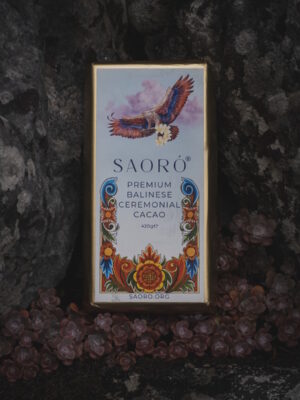 SAORÓ®
PREMIUM
BALINESE
CEREMONIAL
CACAO
SAORO.ORG